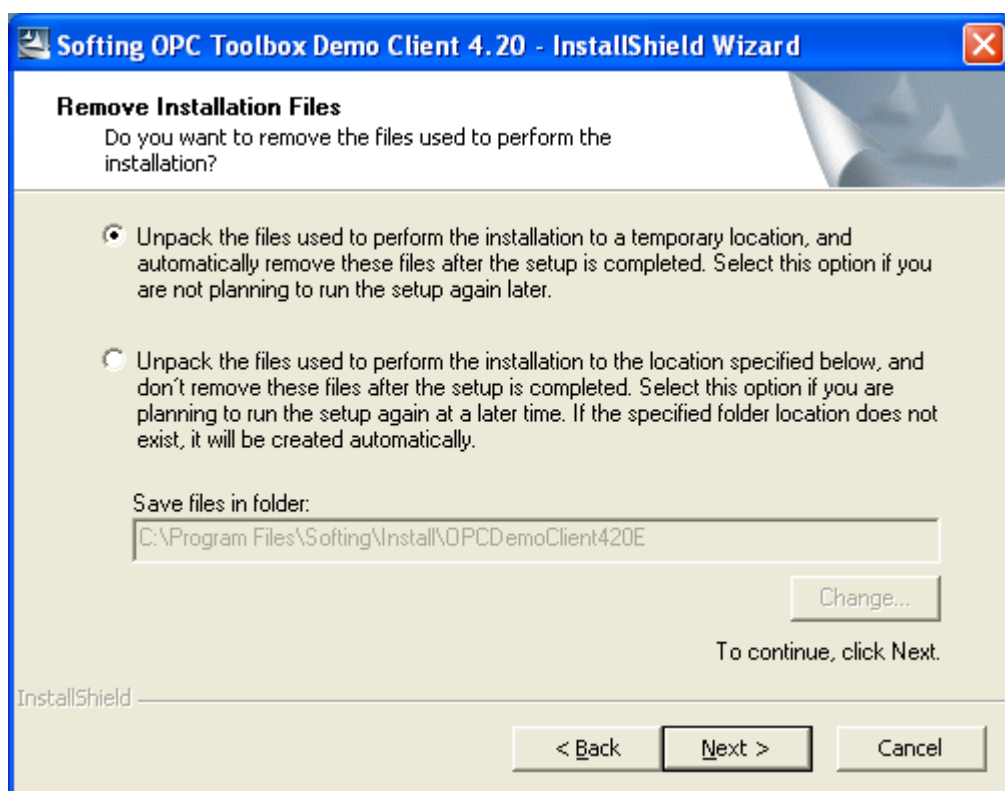 Softing OPC Toolbox Demo Client 4.20 - InstallShield Wizard
Remove Installation Files
Do you want to remove the files used to perform the
installation?
Unpack the files used to perform the installation to a temporary location, and
automatically remove these files after the setup is completed. Select this option if you
are not planning to run the setup again later.
Unpack the files used to perform the installation to the location specified below, and
don´t remove these files after the setup is completed. Select this option if you are
planning to run the setup again at a later time. If the specified folder location does not
exist, it will be created automatically.
Save files in folder:
C:\Program Files\Softing\Install\OPCDemoClient420E
Change...
To continue, click Next.
InstallShield
< Back
Next >
Cancel